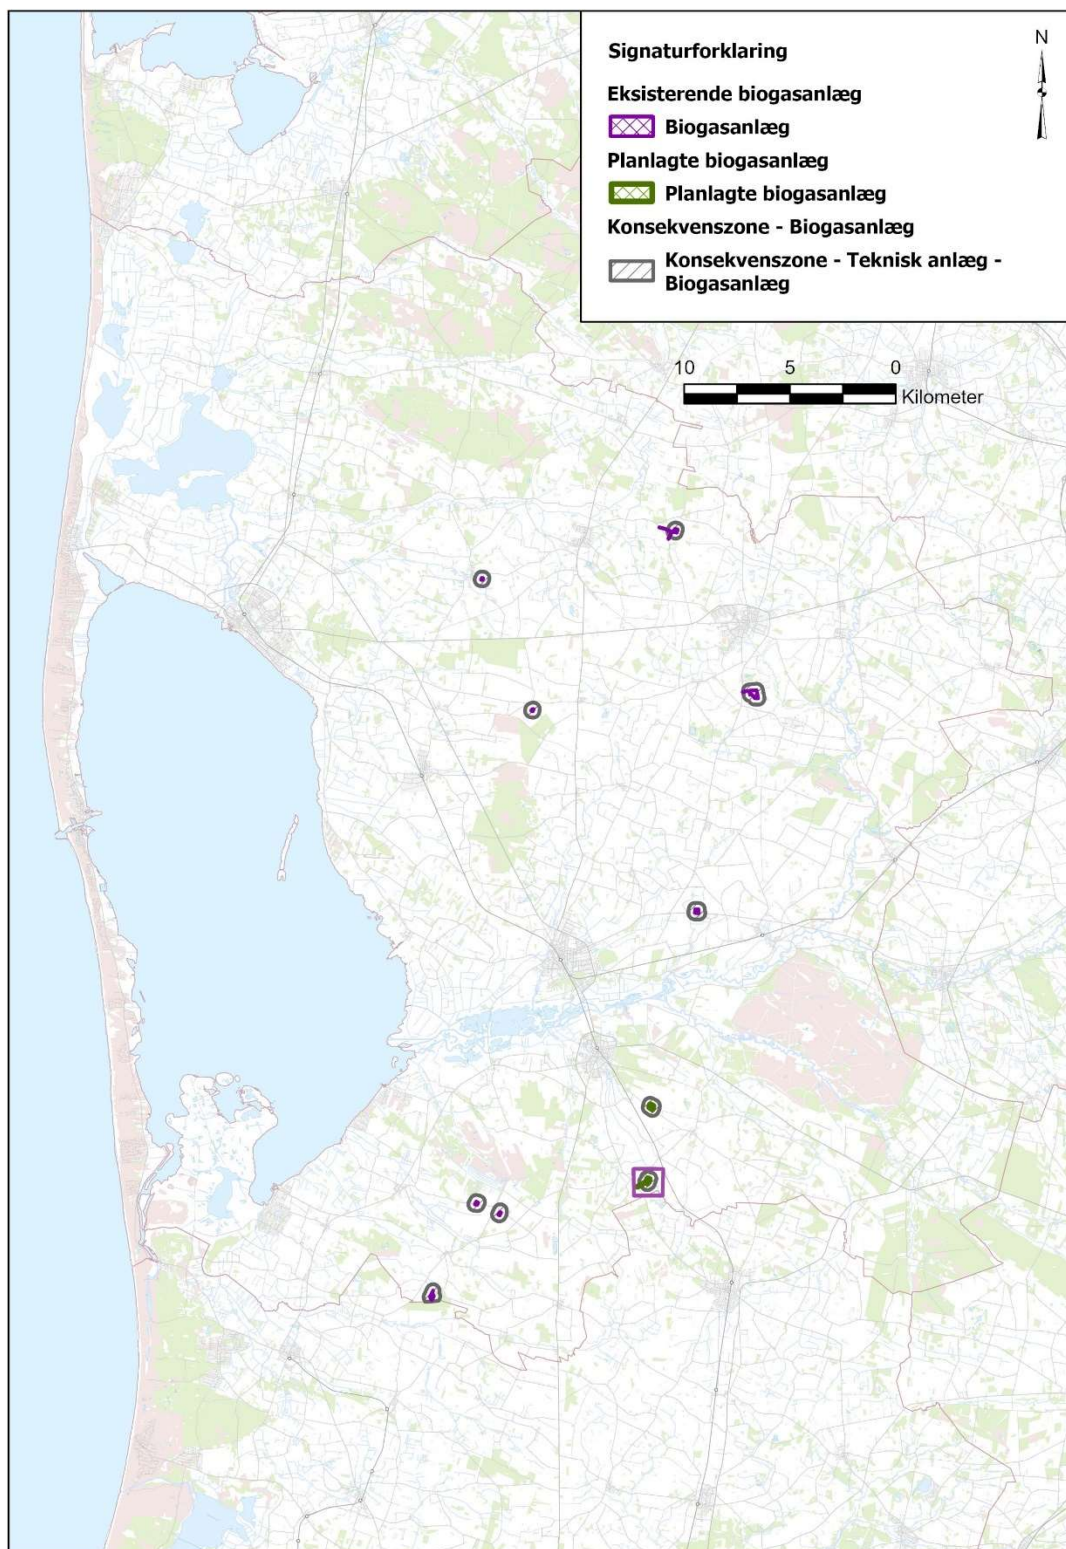 Signaturforklaring
N
Eksisterende biogasanlæg
Biogasanlæg
Planlagte biogasanlæg
Planlagte biogasanlæg
Konsekvenszone - Biogasanlæg
Konsekvenszone - Teknisk anlæg -
Biogasanlæg
10 5 0
Kilometer